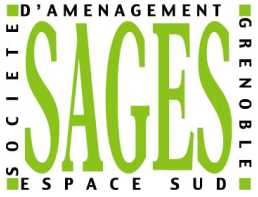 SOCIETE
D'AMENAGEMENT
GRENOBLE
SAGES
ESPACE SUD